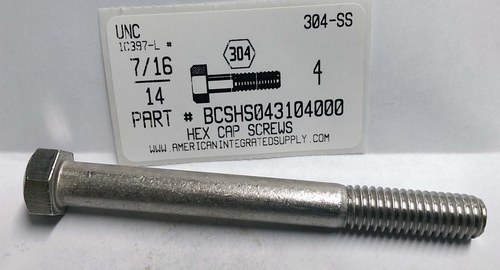 UNC 304-SS
1C397-L #
304
7/16
14
4
PART # BCSHS043104000
HEX CAP SCREWS
WWW.AMERICANINTEGRATEDSUPPLY.COM